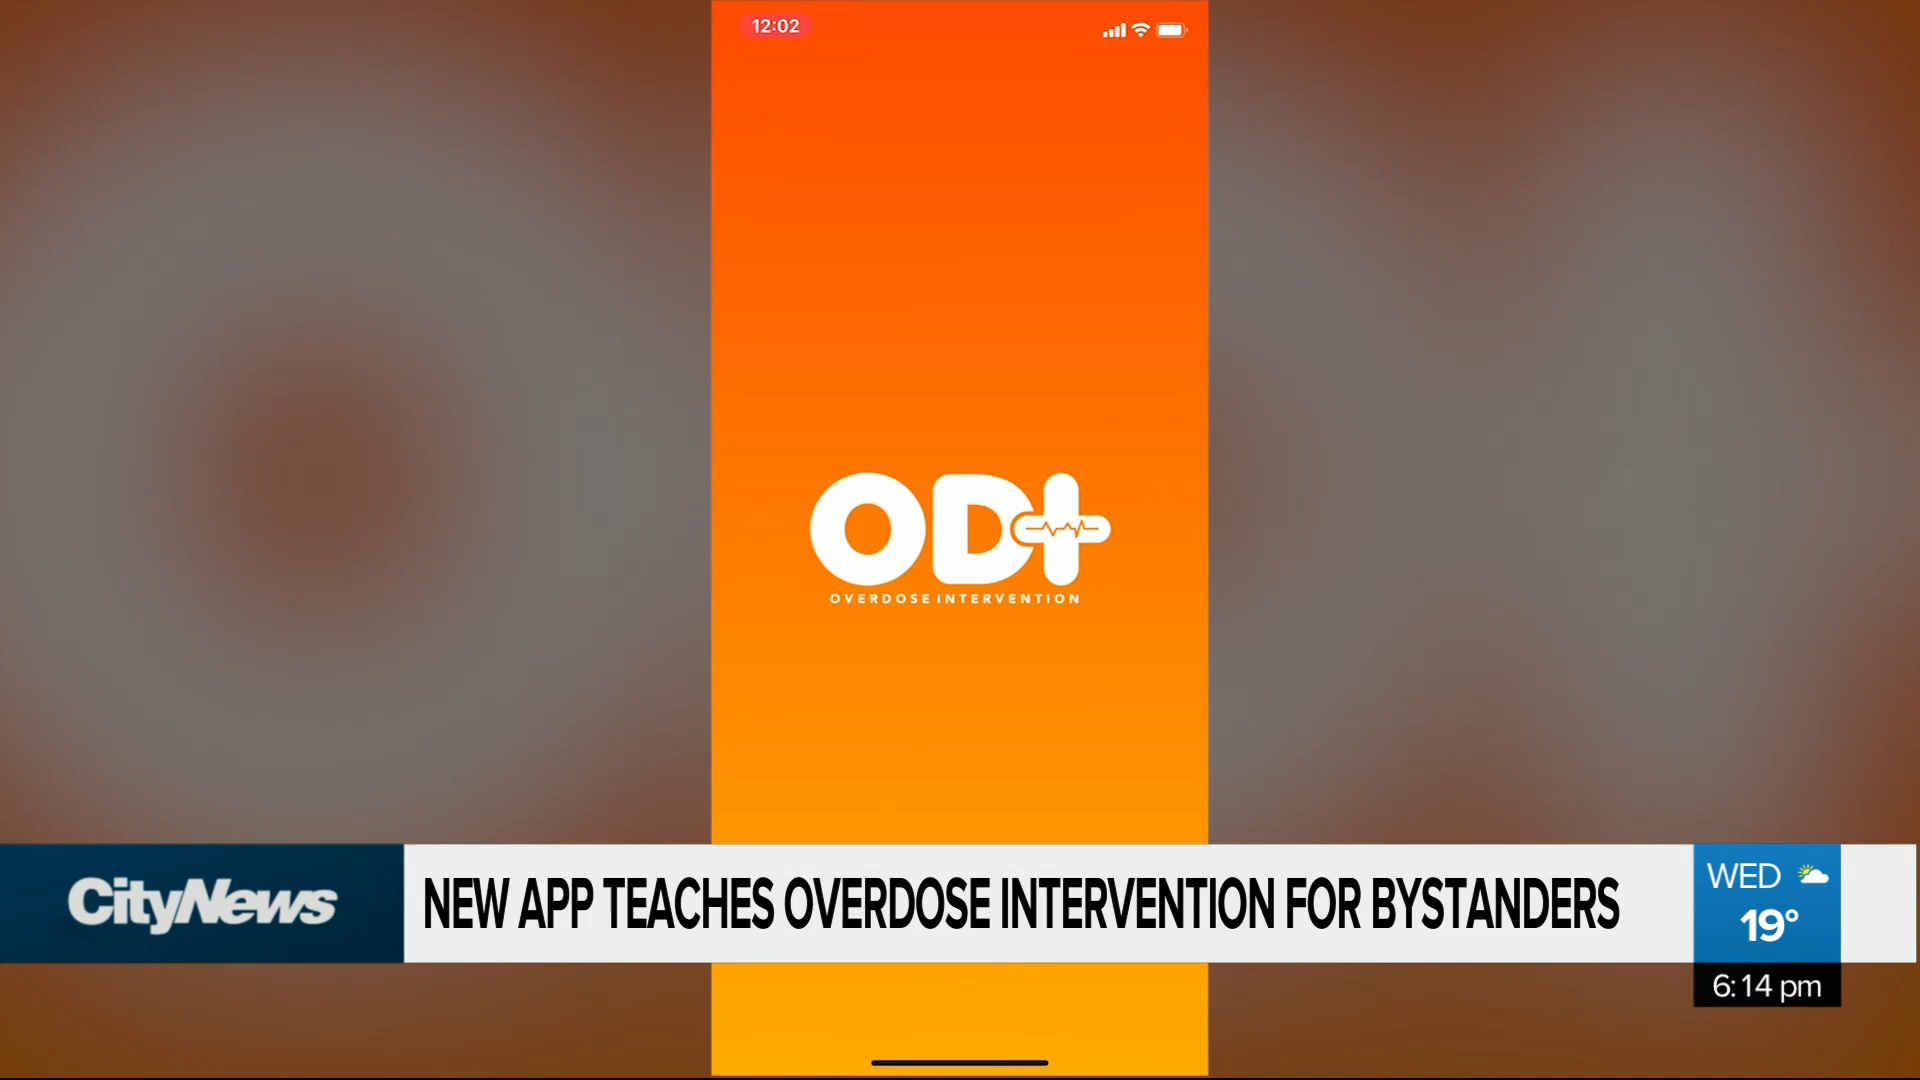 12:02
OD+
OVERDOSE INTERVENTION
CityNews
NEW APP TEACHES OVERDOSE INTERVENTION FOR BYSTANDERS
WED
19°
6:14 pm